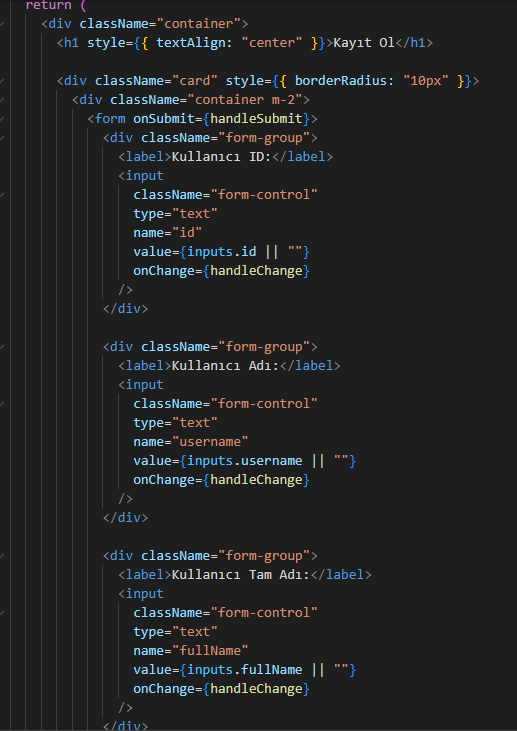 return (
<div className="container">
<h1 style={{ textAlign: "center" }}>Kayıt Ol</h1>
<div className="card" style={{ borderRadius: "10px" }}>
<div className="container m-2">
<form onSubmit={handleSubmit}>
<div className="form-group">
<label>Kullanıcı ID:</label>
<input
className="form-control"
type="text"
name="id"
value={inputs.id || ""}
onChange={handleChange}
/>
</div>
<div className="form-group">
<label>Kullanıcı Adı:</label>
<input
className="form-control"
type="text"
name="username"
value={inputs.username || ""}
onChange={handleChange}
/>
</div>
<div className="form-group">
<label>Kullanıcı Tam Adı:</label>
<input
className="form-control"
type="text"
name="fullName"
value={inputs.fullName || ""}
onChange={handleChange}
/>
</div>